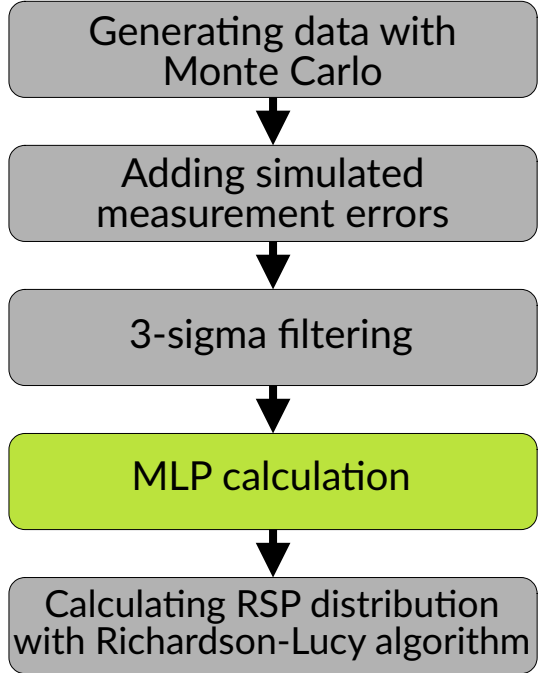 Generating data with
Monte Carlo
Adding simulated
measurement errors
3-sigma filtering
MLP calculation
Calculating RSP distribution
with Richardson-Lucy algorithm